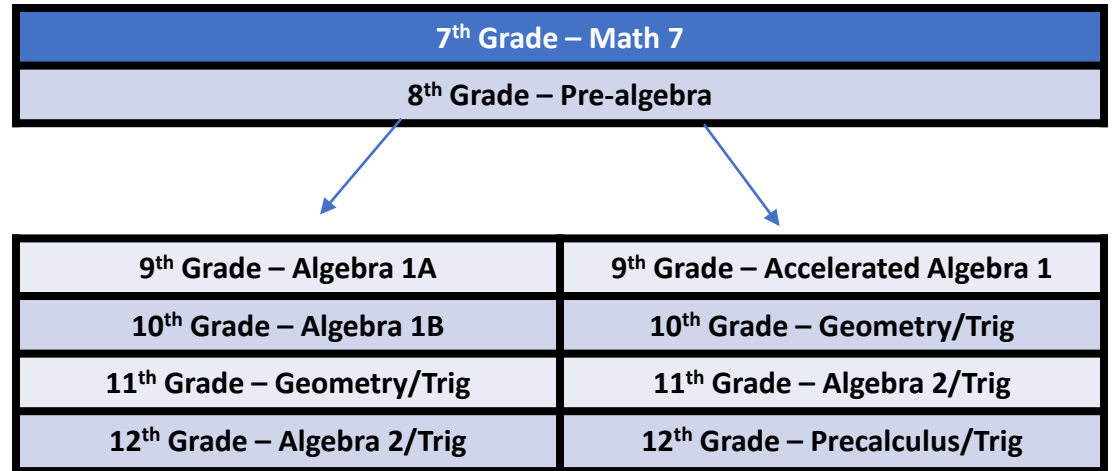 7th Grade – Math 7
8th Grade – Pre-algebra
9th Grade – Algebra 1A
9th Grade – Accelerated Algebra 1
10th Grade – Algebra 1B
10th Grade – Geometry/Trig
11th Grade – Geometry/Trig
11th Grade – Algebra 2/Trig
12th Grade – Algebra 2/Trig
12th Grade – Precalculus/Trig